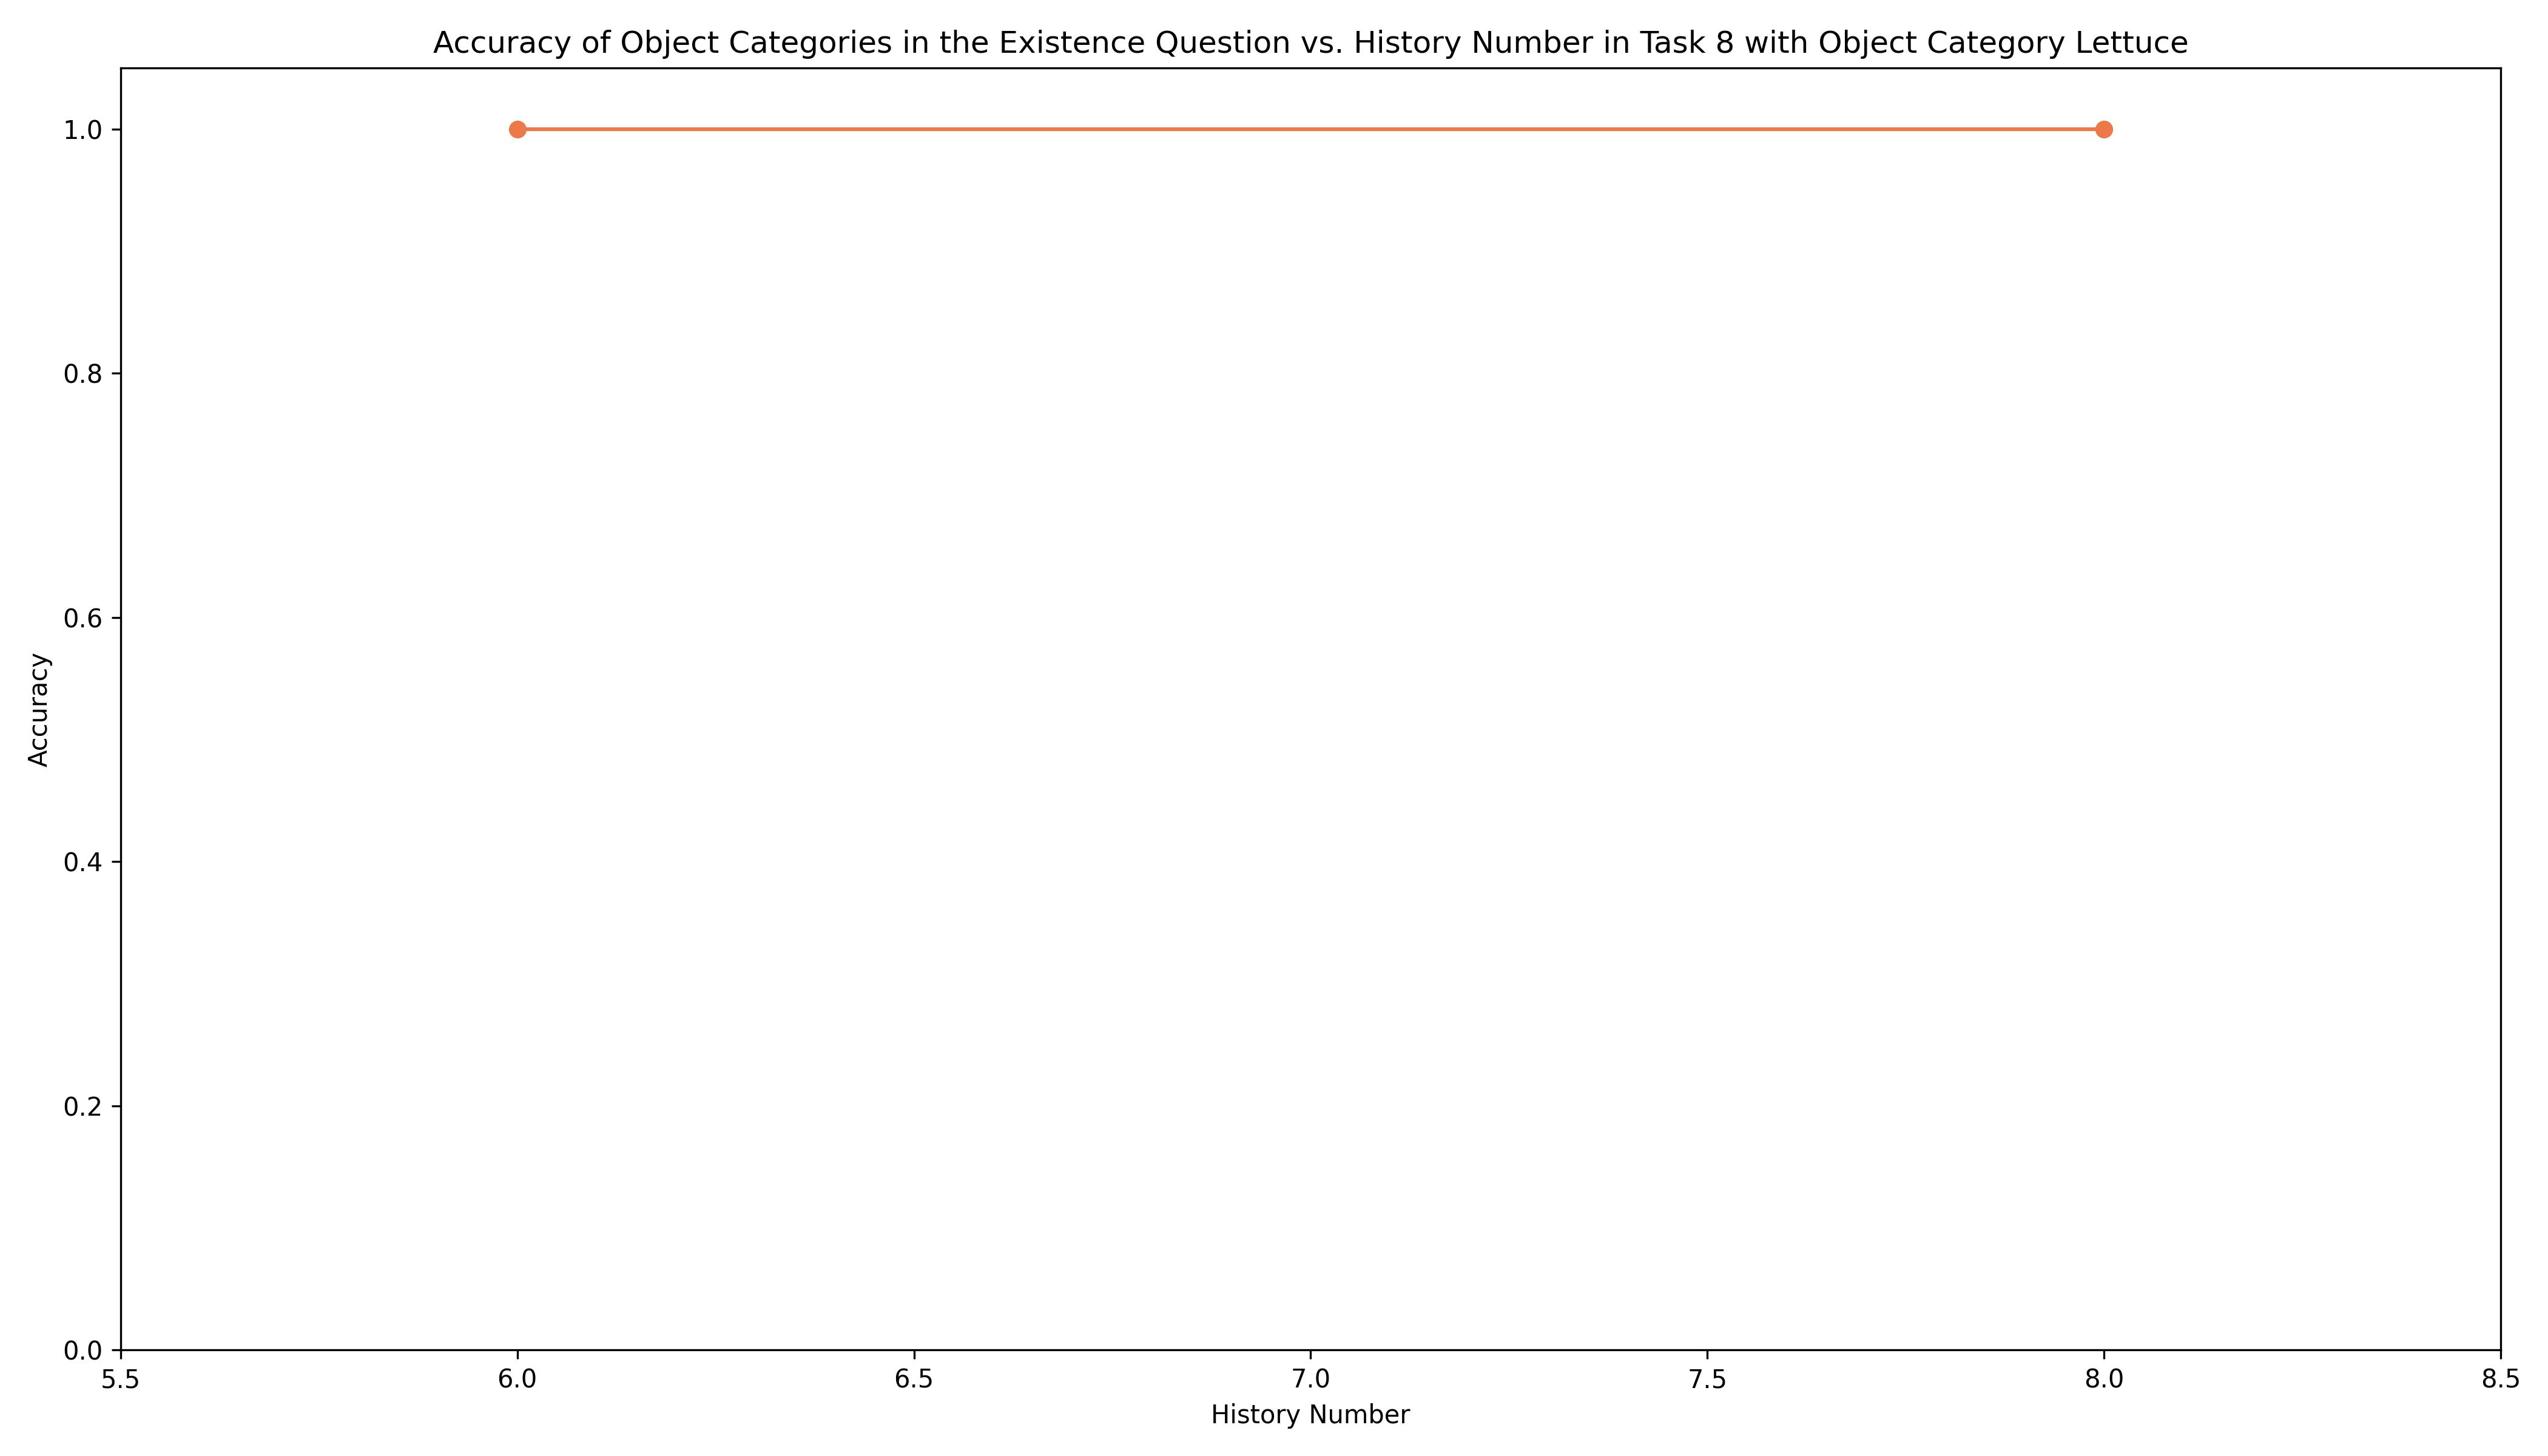 Accuracy of Object Categories in the Existence Question vs. History Number in Task 8 with Object Category Lettuce
1.0
0.8
0.6
0.4
0.2
0.0
Accuracy
5.5 6.0 6.5 7.0 7.5 8.0 8.5
History Number